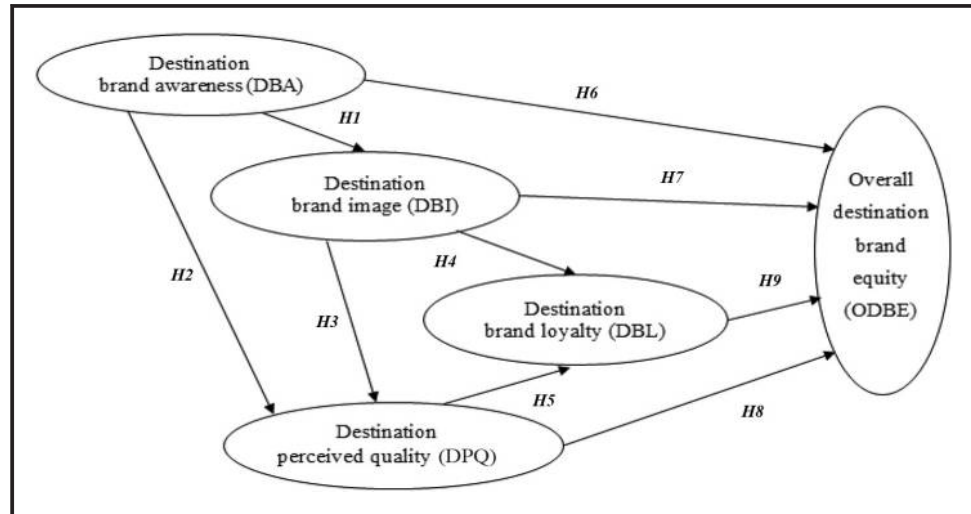 Destination
brand awareness (DBA)
H6
H1
Destination
brand image (DBI)
H7
Overall
destination
brand
equity
(ODBE)
H2
H4
H3
Destination
brand loyalty (DBL)
H9
H5
H8
Destination
perceived quality (DPQ)